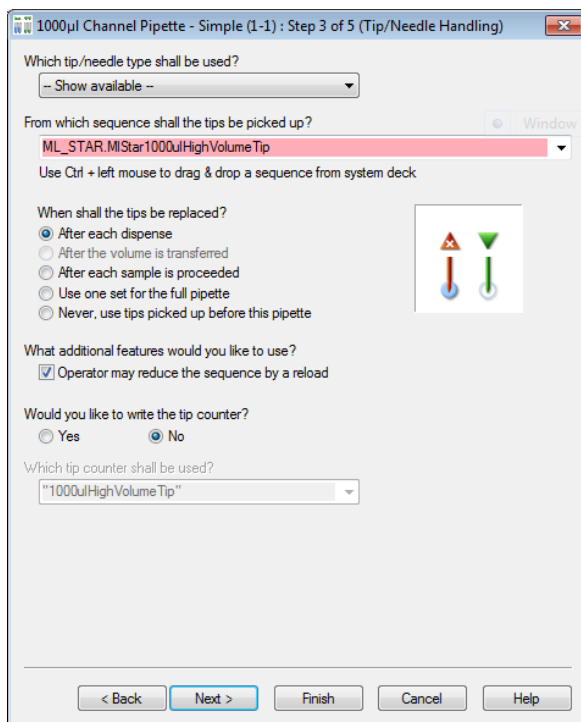 1000µl Channel Pipette - Simple (1-1) : Step 3 of 5 (Tip/Needle Handling)
Which tip/needle type shall be used?
-- Show available --
From which sequence shall the tips be picked up?
Window
ML_STAR.MlStar1000ulHighVolumeTip
Use Ctrl + left mouse to drag & drop a sequence from system deck
When shall the tips be replaced?
After each dispense
After the volume is transferred
After each sample is proceeded
Use one set for the full pipette
Never, use tips picked up before this pipette
What additional features would you like to use?
Operator may reduce the sequence by a reload
Would you like to write the tip counter?
Yes No
Which tip counter shall be used?
"1000ulHighVolumeTip"
< Back Next > Finish Cancel Help